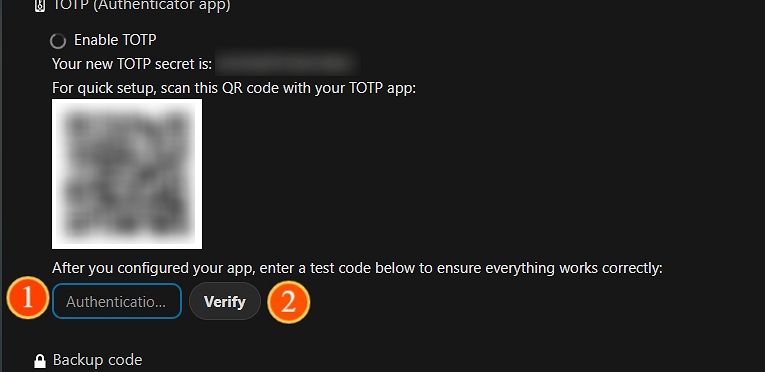 TOTP (Authenticator app)
Enable TOTP
Your new TOTP secret is:
For quick setup, scan this QR code with your TOTP app:
After you configured your app, enter a test code below to ensure everything works correctly:
1 Authenticatio... Verify 2
Backup code